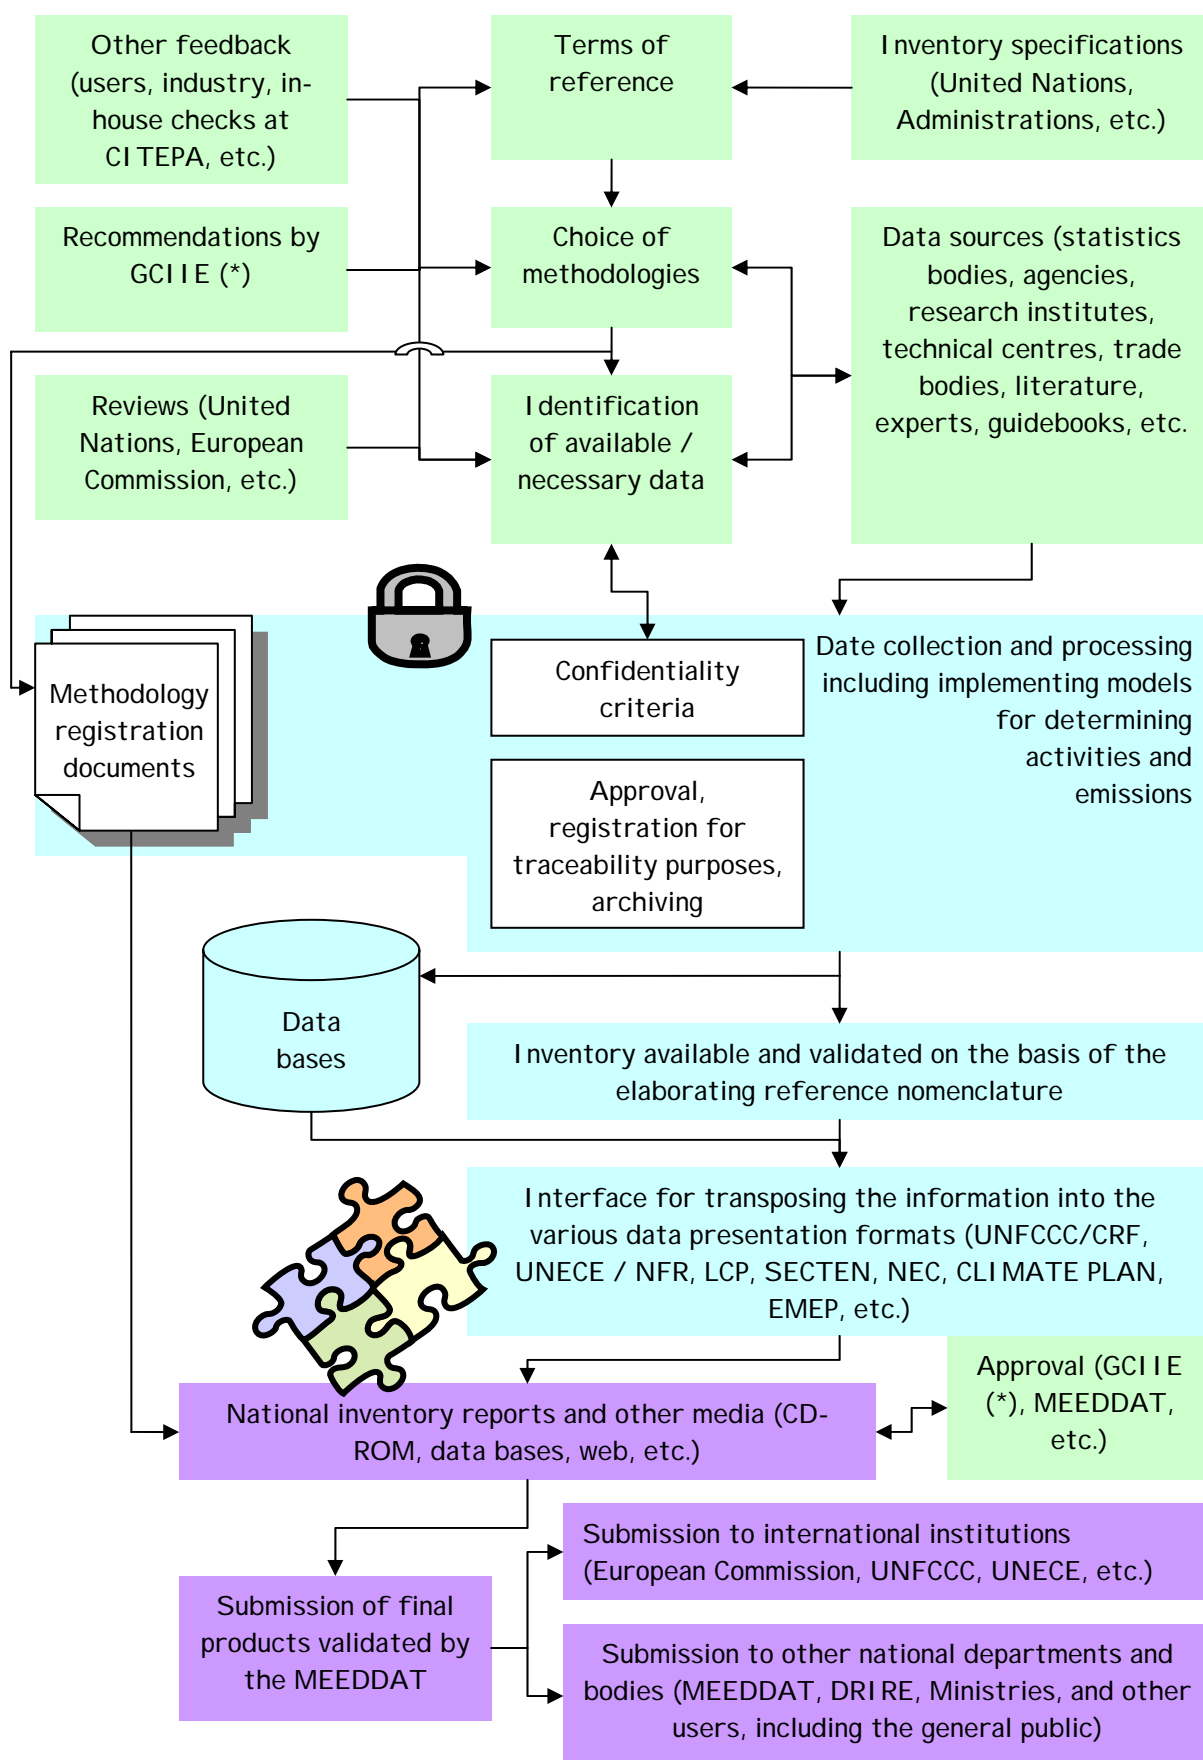 Other feedback
(users, industry, in-
house checks at
CITEPA, etc.)
Terms of
reference
Inventory specifications
(United Nations,
Administrations, etc.)
Recommendations by
GCIIE (*)
Choice of
methodologies
Data sources (statistics
bodies, agencies,
research institutes,
technical centres, trade
bodies, literature,
experts, guidebooks, etc.
Reviews (United
Nations, European
Commission, etc.)
Identification
of available /
necessary data
Methodology
registration
documents
Confidentiality
criteria
Date collection and processing
including implementing models
for determining
activities and
emissions
Approval,
registration for
traceability purposes,
archiving
Data
bases
Inventory available and validated on the basis of the
elaborating reference nomenclature
Interface for transposing the information into the
various data presentation formats (UNFCCC/CRF,
UNECE / NFR, LCP, SECTEN, NEC, CLIMATE PLAN,
EMEP, etc.)
Approval (GCIIE
(*), MEEDDAT,
etc.)
National inventory reports and other media (CD-
ROM, data bases, web, etc.)
Submission to international institutions
(European Commission, UNFCCC, UNECE, etc.)
Submission of final
products validated by
the MEEDDAT
Submission to other national departments and
bodies (MEEDDAT, DRIRE, Ministries, and other
users, including the general public)